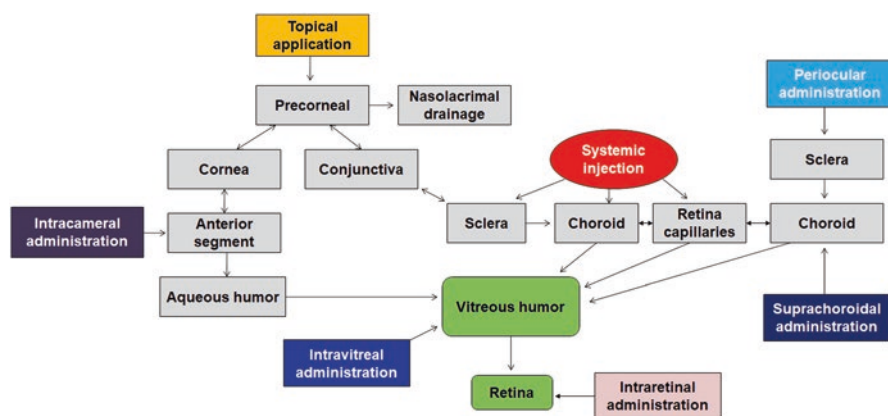 Topical
application
Periocular
administration
Precorneal
Nasolacrimal
drainage
Cornea
Conjunctiva
Systemic
injection
Sclera
Intracameral
administration
Anterior
segment
Sclera
Choroid
Retina
capillaries
Choroid
Aqueous humor
Vitreous humor
Suprachoroidal
administration
Intravitreal
administration
Retina
Intraretinal
administration